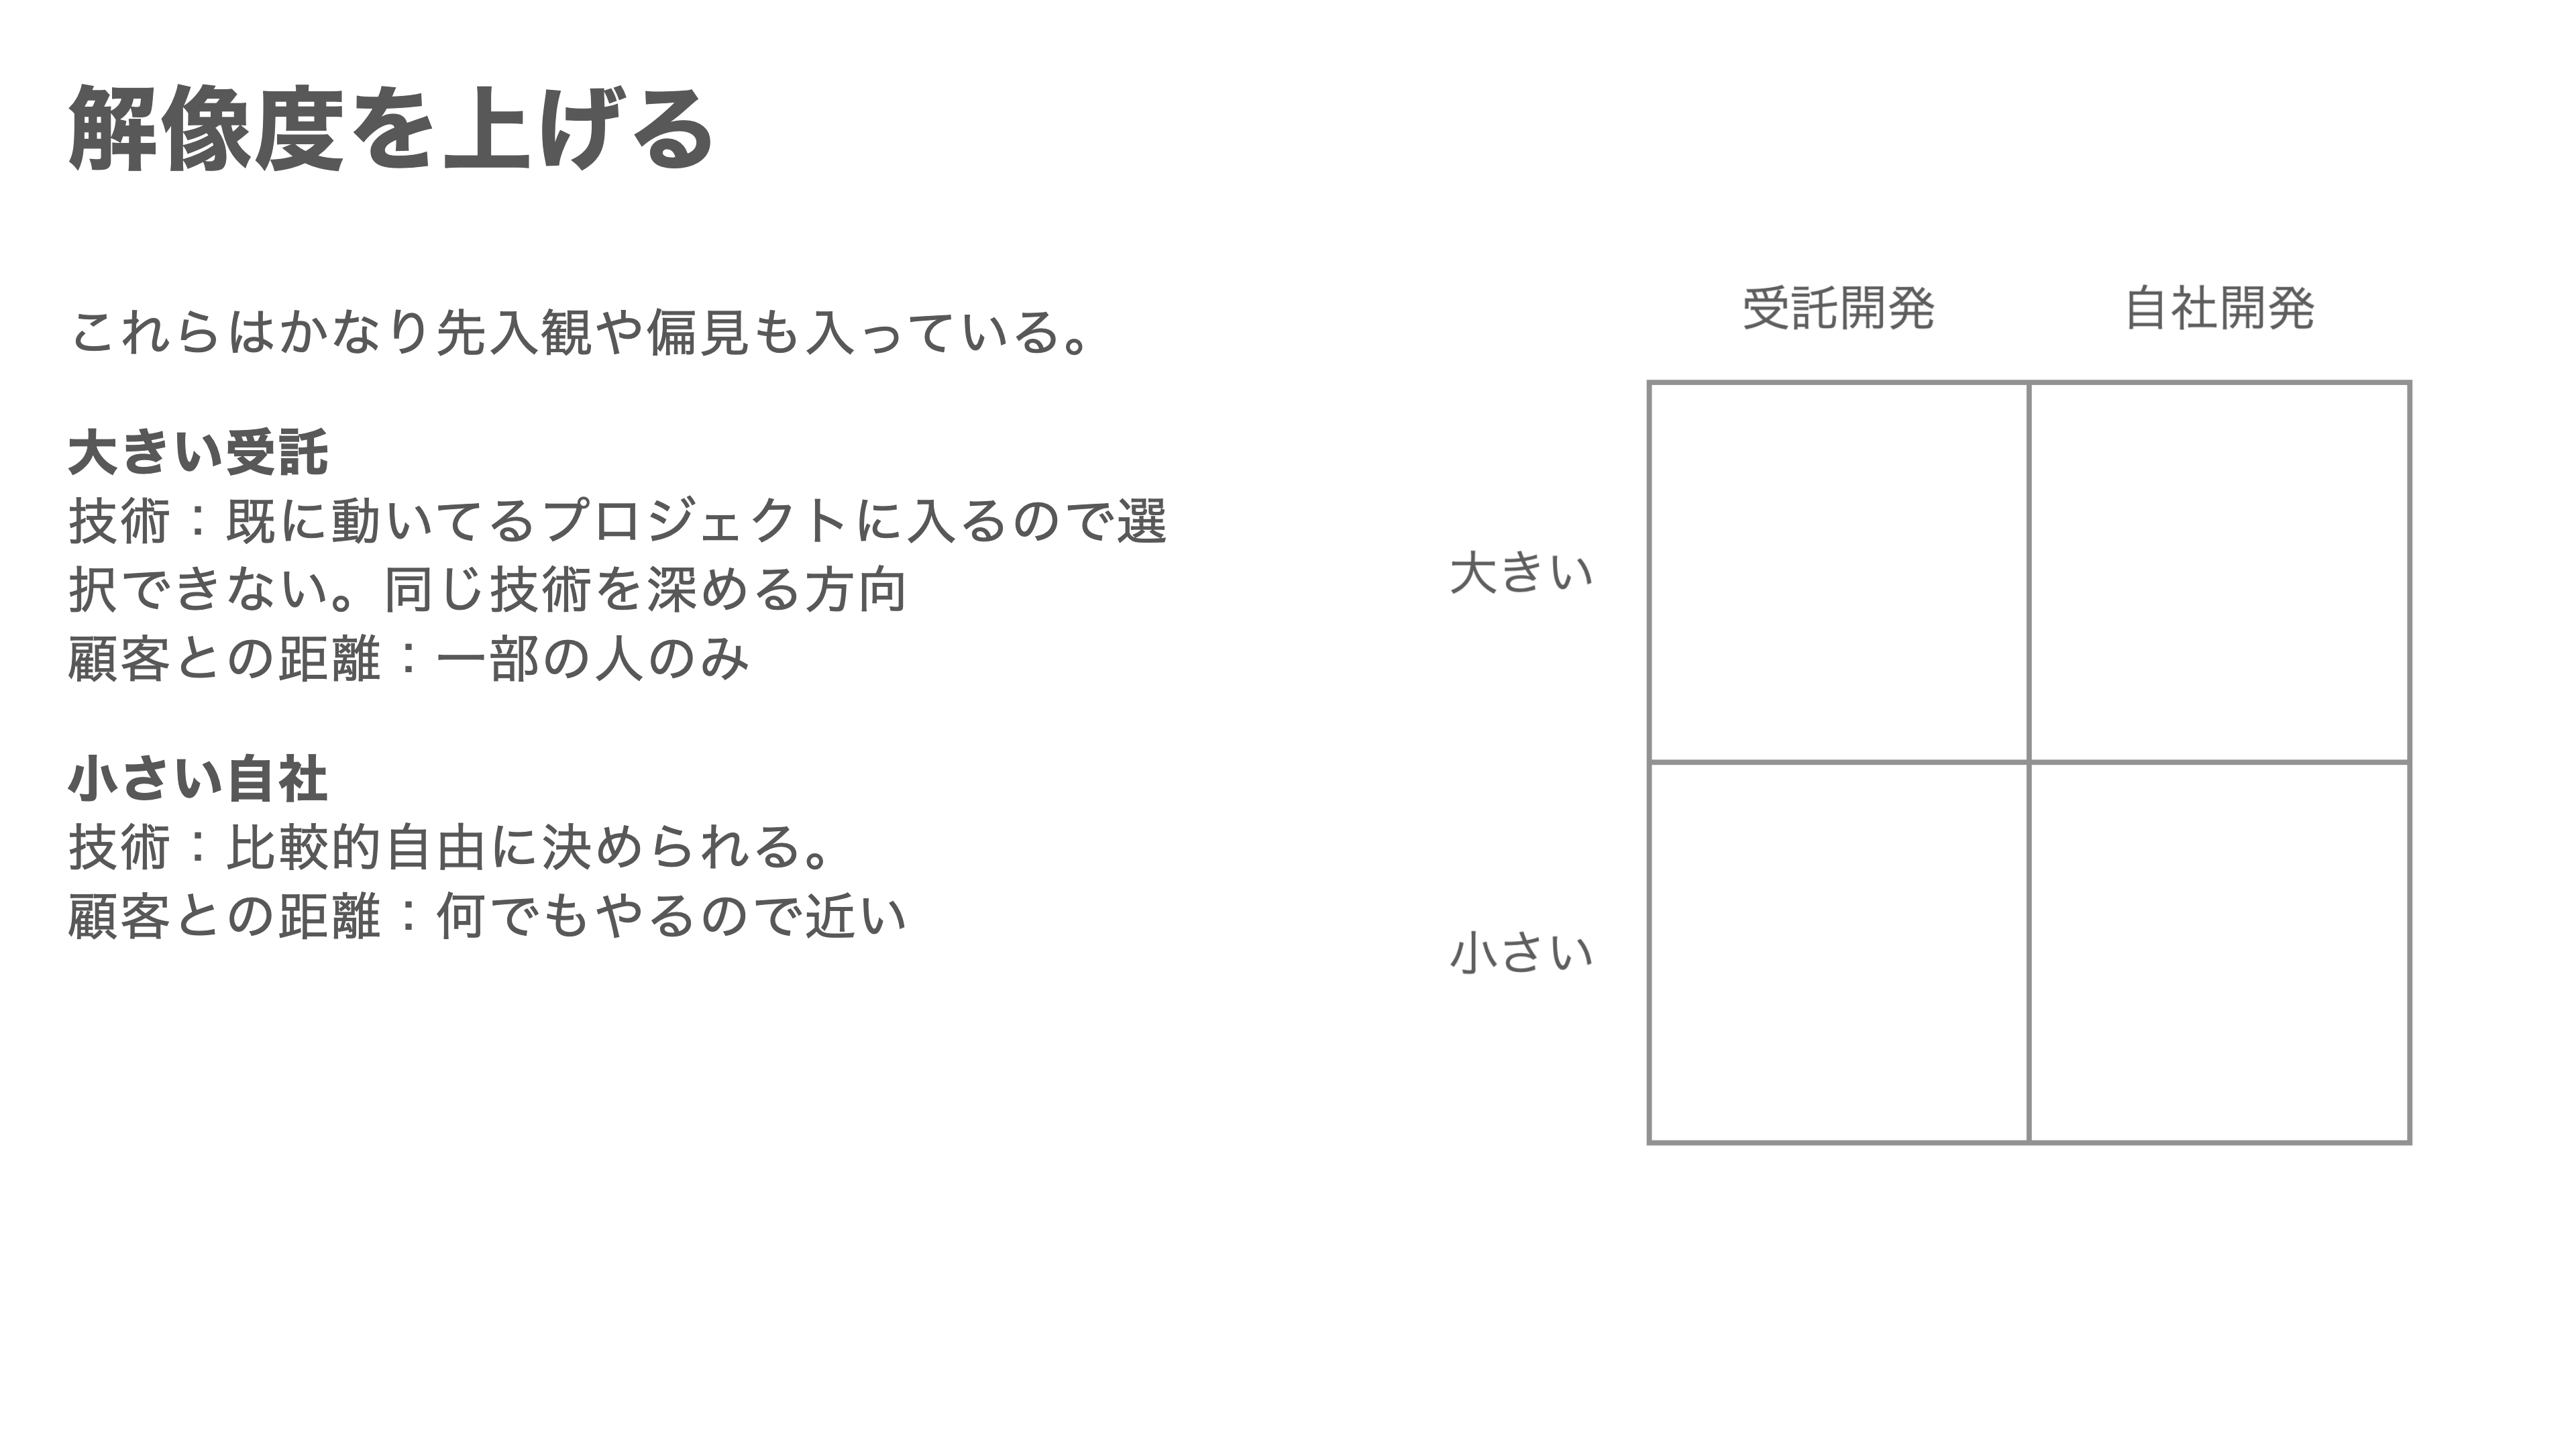 解像度を上げる
これらはかなり先入観や偏見も入っている。
大きい受託
技術：既に動いてるプロジェクトに入るので選
択できない。同じ技術を深める方向
顧客との距離：一部の人のみ
小さい自社
技術：比較的自由に決められる。
顧客との距離：何でもやるので近い
受託開発
自社開発
大きい
小さい